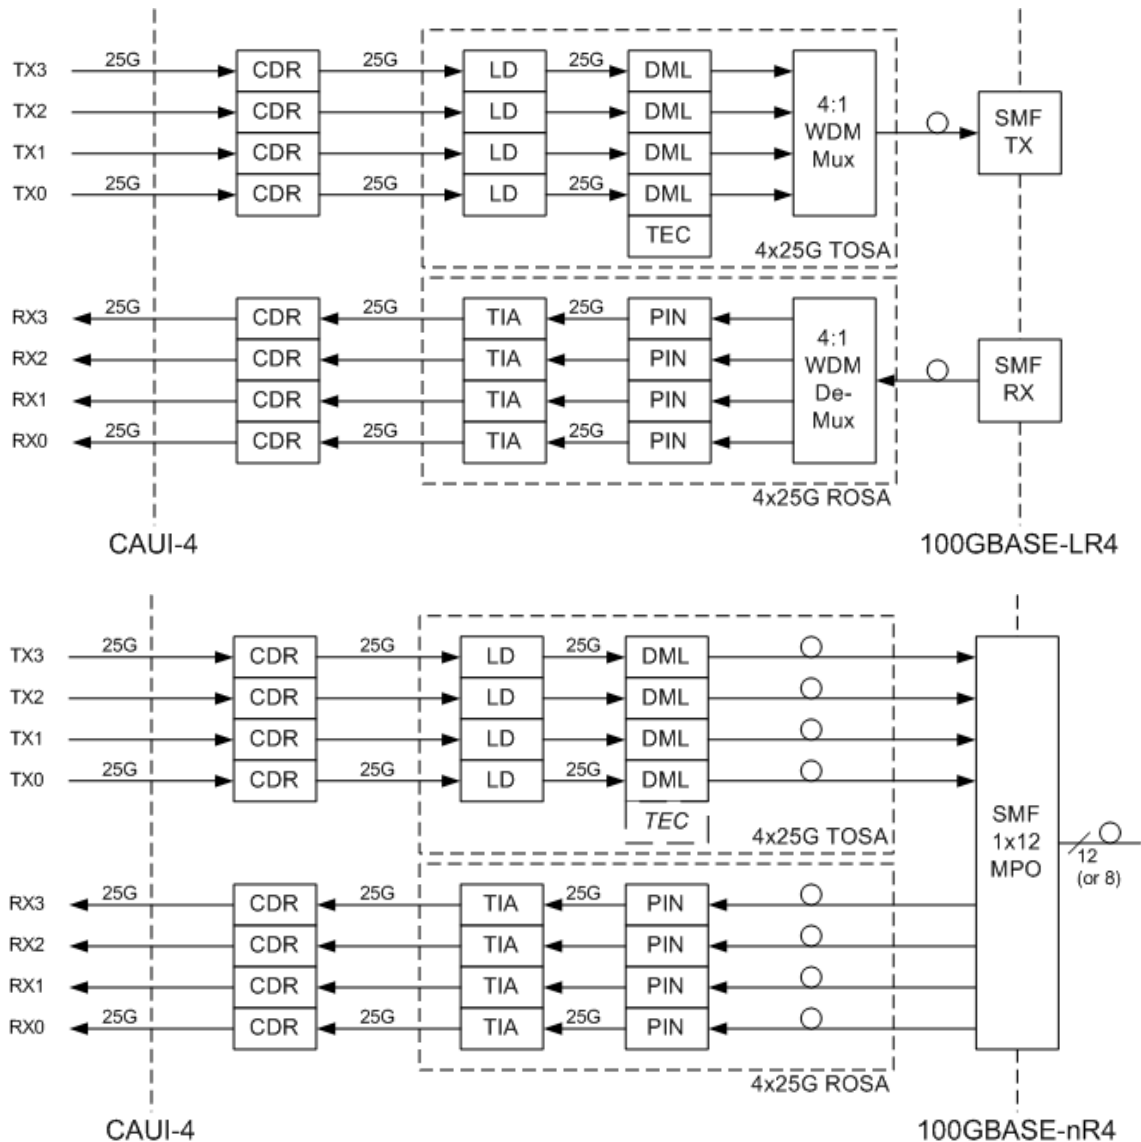 TX3 25G CDR 25G LD 25G DML
TX2 CDR LD DML
TX1 CDR LD DML
TX0 25G CDR 25G LD 25G DML
TEC
4:1
WDM
Mux
SMF
TX
4x25G TOSA
RX3 25G CDR 25G TIA 25G PIN
RX2 CDR TIA PIN
RX1 CDR TIA PIN
RX0 25G CDR 25G TIA 25G PIN
4:1
WDM
De-
Mux
SMF
RX
4x25G ROSA
CAUI-4 100GBASE-LR4
TX3 25G CDR 25G LD 25G DML
TX2 CDR LD DML
TX1 CDR LD DML
TX0 25G CDR 25G LD 25G DML
TEC
4x25G TOSA
SMF
1x12
MPO
12
(or 8)
RX3 25G CDR 25G TIA 25G PIN
RX2 CDR TIA PIN
RX1 CDR TIA PIN
RX0 25G CDR 25G TIA 25G PIN
4x25G ROSA
CAUI-4 100GBASE-nR4